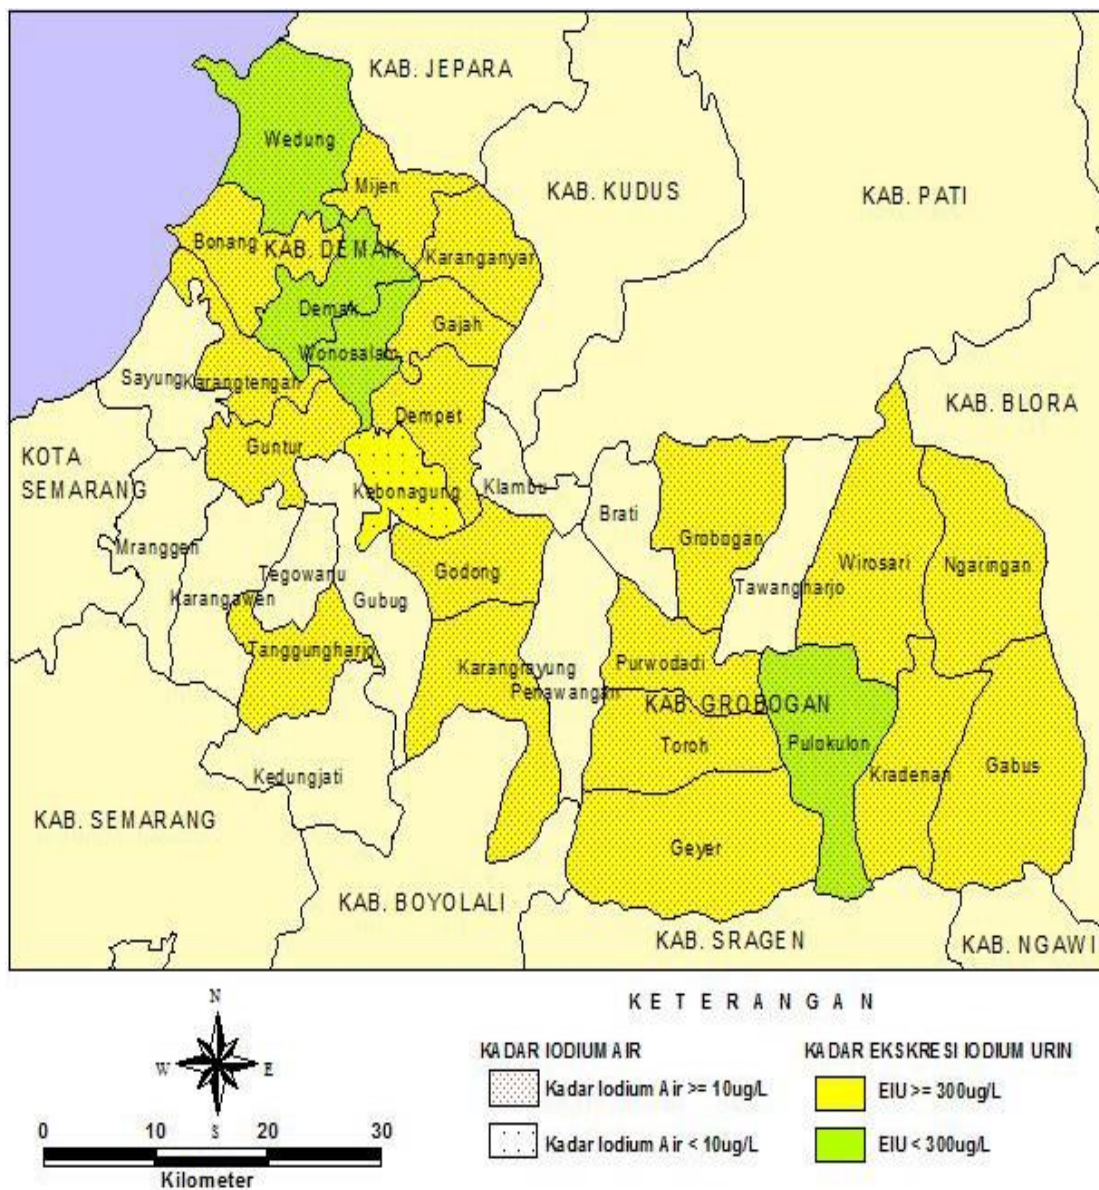 KAB. JEPARA
Wedung
Mijen
KAB. KUDUS
KAB. PATI
Bonang
KAB. DEMAK
Karanganyar
Demak
Gajah
Wonosalam
Sayung
Karangtengah
Dempet
KAB. BLORA
Guntur
KOTA
SEMARANG
Kebonagung
Klambu
Brati
Grobogan
Wirosari
Ngaringan
Mranggen
Tegowanu
Godong
Tawangharjo
Karangawen
Gubug
Tanggungharjo
Karangrayung
Purwodadi
Penawangan
KAB. GROBOGAN
Toroh
Pulokulon
Kedungjati
Kradenan
Gabus
KAB. SEMARANG
Geyer
KAB. BOYOLALI
KAB. SRAGEN
KAB. NGAWI
N
W E
S
0 10 20 30
Kilometer
K E T E R A N G A N
KADAR IODIUM AIR
Kadar Iodium Air >= 10ug/L
Kadar Iodium Air < 10ug/L
KADAR EKSKRESI IODIUM URIN
EIU >= 300ug/L
EIU < 300ug/L